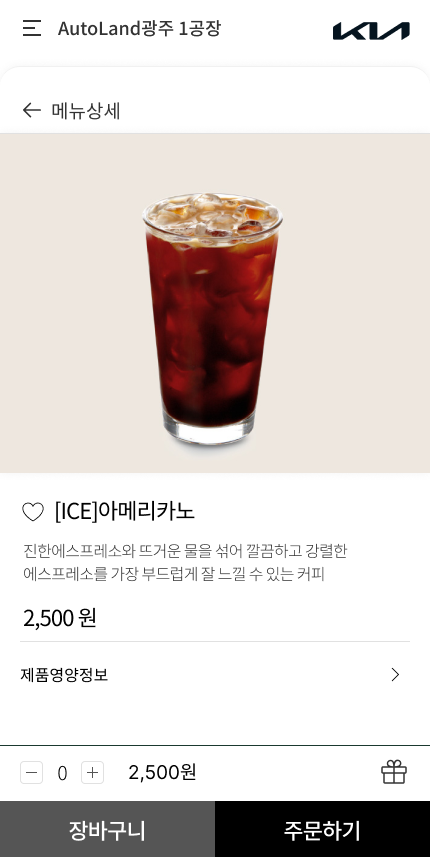 AutoLand광주 1공장
KIA
메뉴상세
[ICE]아메리카노
진한에스프레소와 뜨거운 물을 섞어 깔끔하고 강렬한
에스프레소를 가장 부드럽게 잘 느낄 수 있는 커피
2,500 원
제품영양정보
0
2,500원
장바구니
주문하기